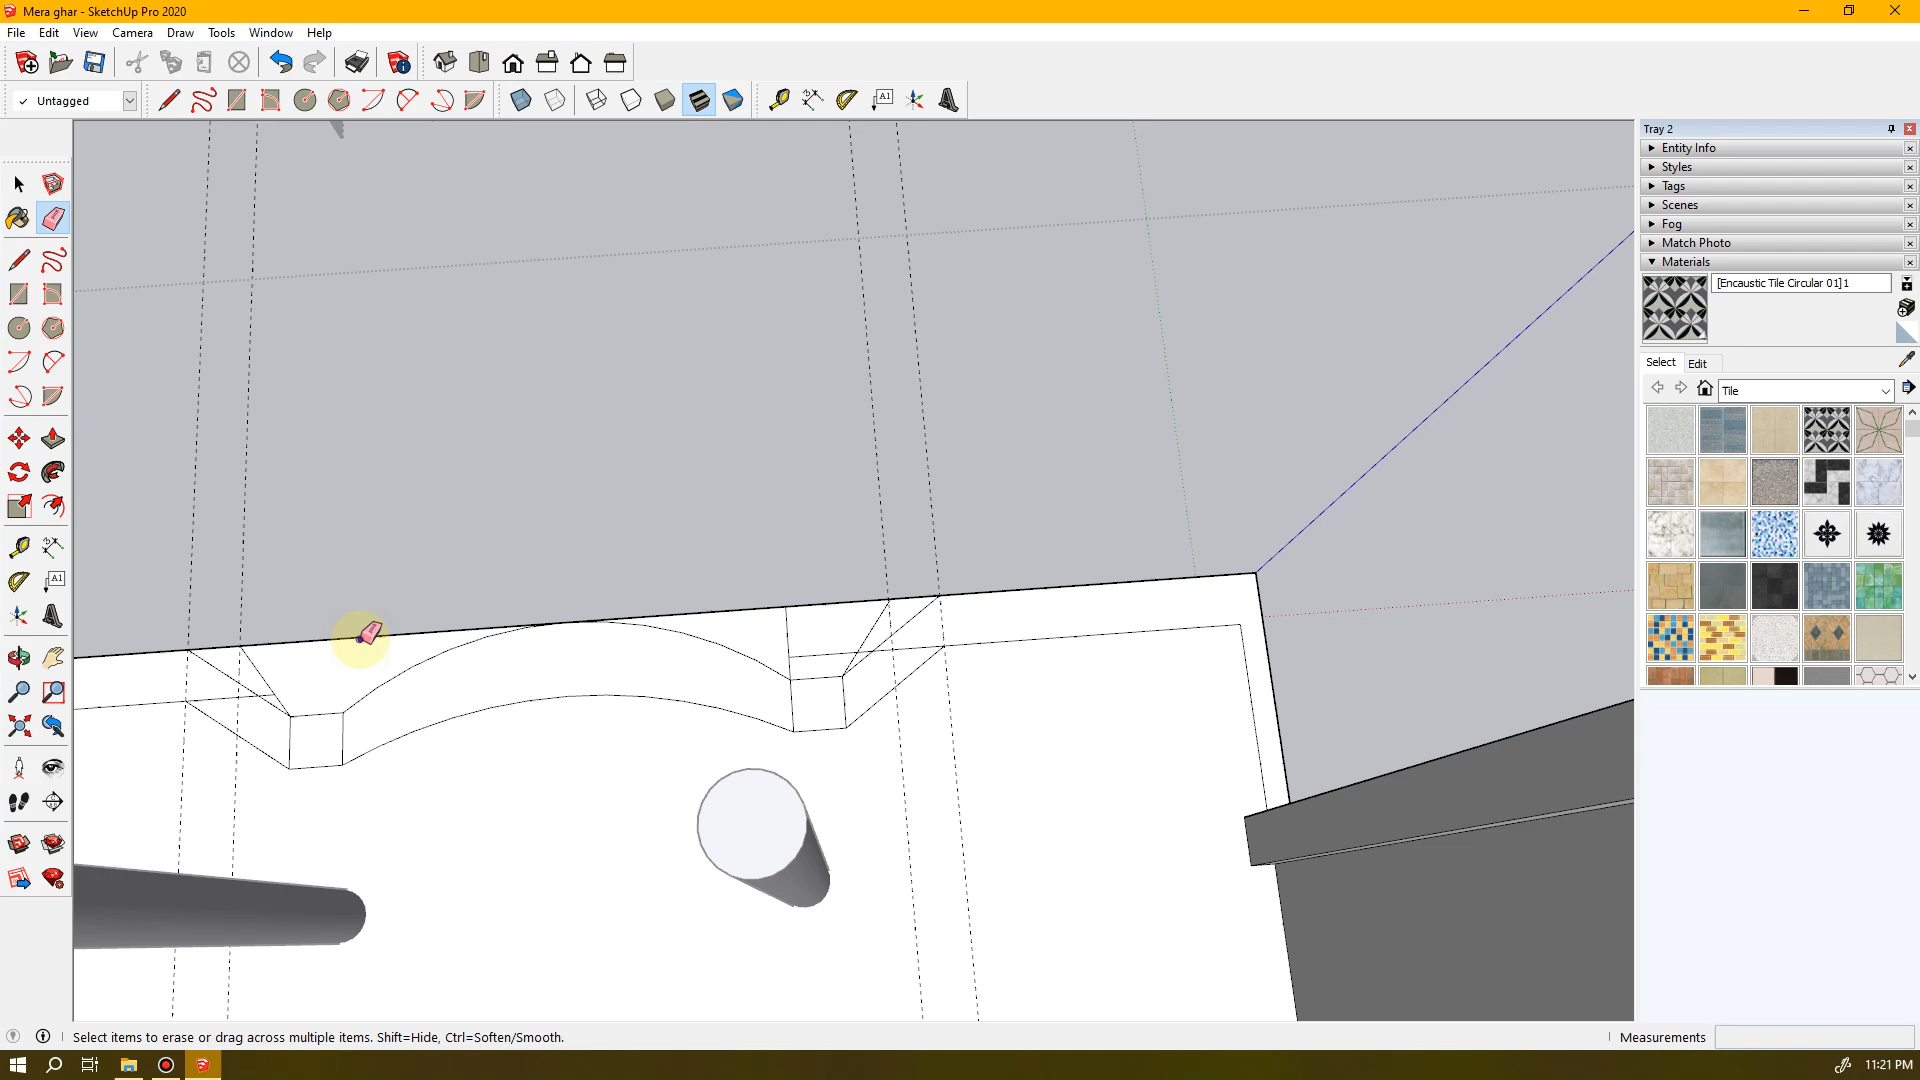 Mera ghar - SketchUp Pro 2020
File Edit View Camera Draw Tools Window Help
✓ Untagged
A1
Tray 2
Entity Info
Styles
Tags
Scenes
Fog
Match Photo
Materials
[Encaustic Tile Circular 01]1
Select Edit
Tile
A1
Select items to erase or drag across multiple items. Shift=Hide, Ctrl=Soften/Smooth.
Measurements
11:21 PM